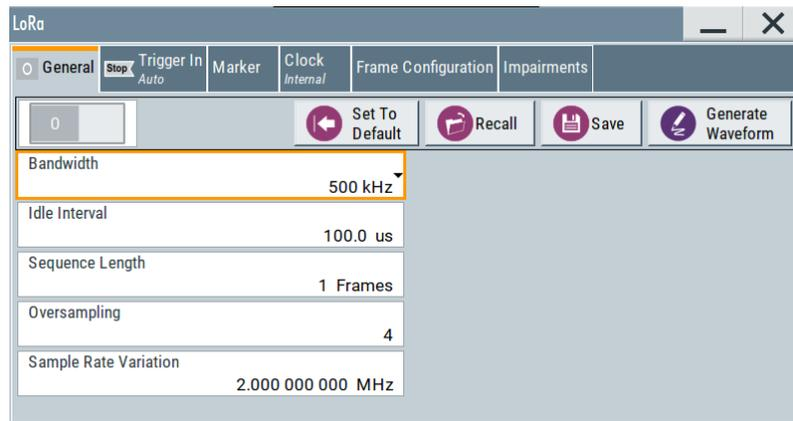 LoRa
0 General Stop Trigger In Auto Marker Clock Internal Frame Configuration Impairments
0 Set To Default Recall Save Generate Waveform
Bandwidth
500 kHz
Idle Interval
100.0 us
Sequence Length
1 Frames
Oversampling
4
Sample Rate Variation
2.000 000 000 MHz